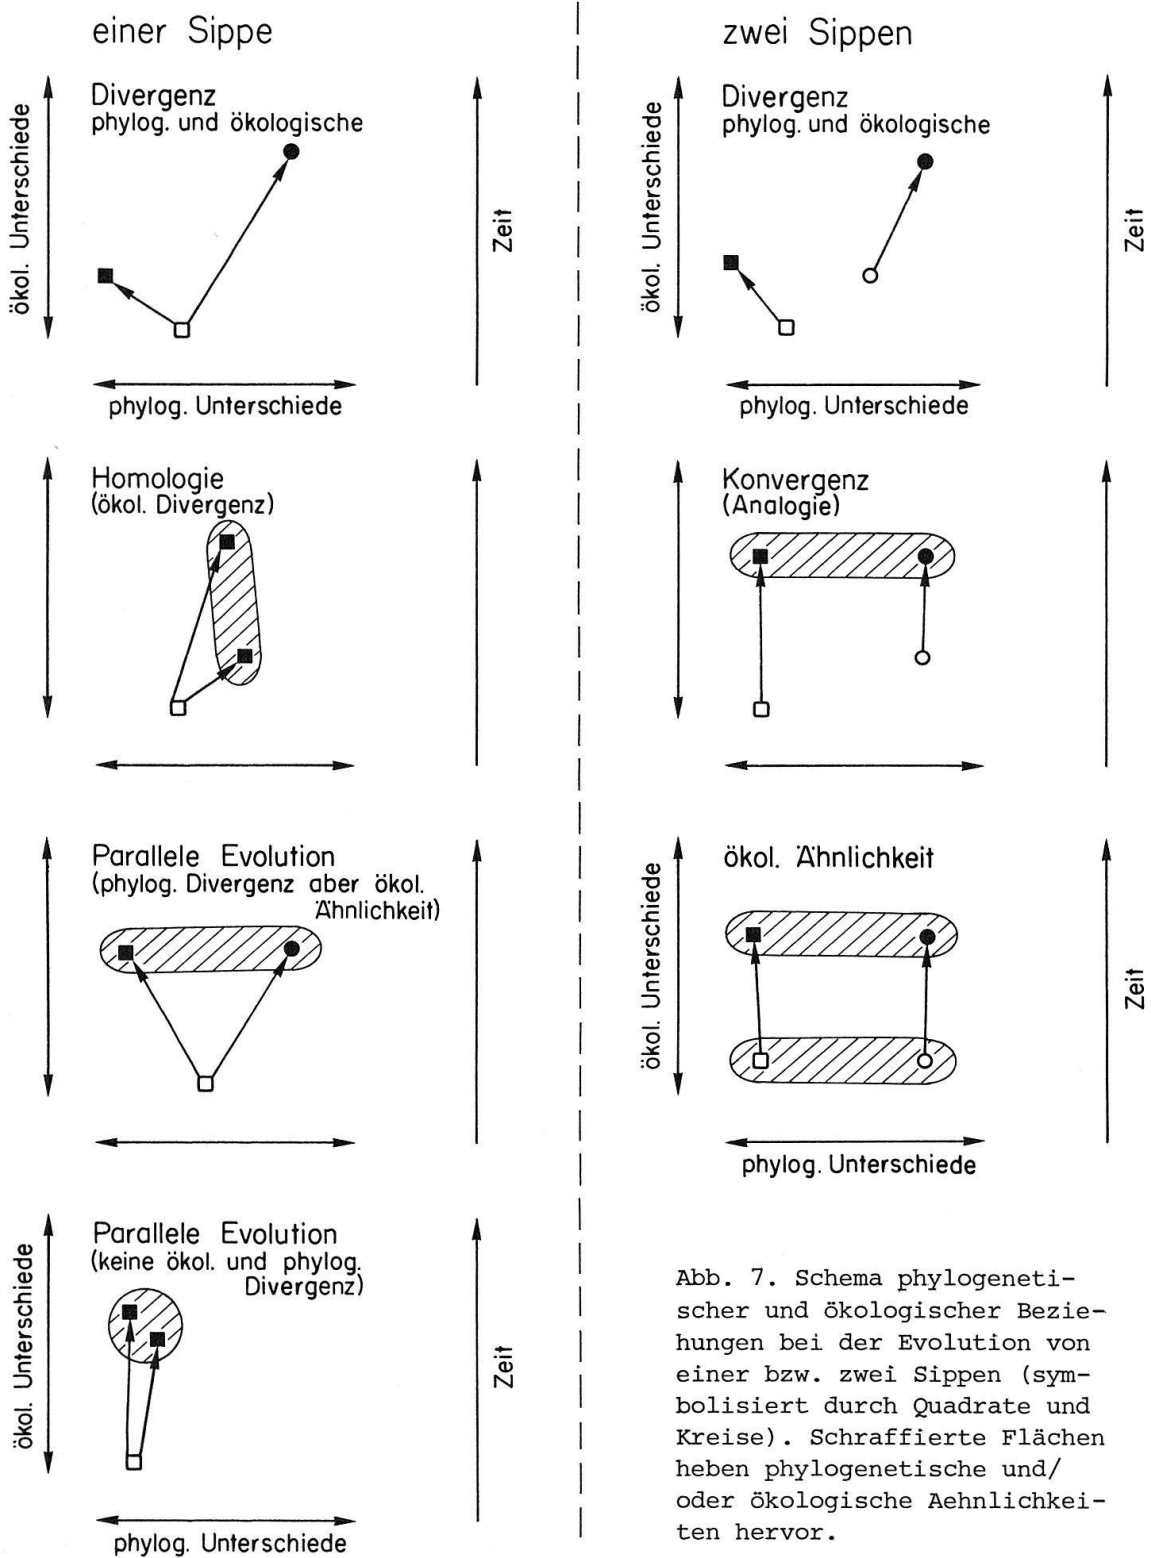 einer Sippe
Divergenz
phylog. und ökologische
ökol. Unterschiede
Zeit
phylog. Unterschiede
Homologie
(ökol. Divergenz)
Parallele Evolution
(phylog. Divergenz aber ökol.
Ähnlichkeit)
Parallele Evolution
(keine ökol. und phylog.
Divergenz)
ökol. Unterschiede
Zeit
phylog. Unterschiede
zwei Sippen
Divergenz
phylog. und ökologische
ökol. Unterschiede
Zeit
phylog. Unterschiede
Konvergenz
(Analogie)
ökol. Ähnlichkeit
ökol. Unterschiede
Zeit
phylog. Unterschiede
Abb. 7. Schema phylogeneti-
scher und ökologischer Bezie-
hungen bei der Evolution von
einer bzw. zwei Sippen (sym-
bolisiert durch Quadrate und
Kreise). Schraffierte Flächen
heben phylogenetische und/
oder ökologische Aehnlichkei-
ten hervor.